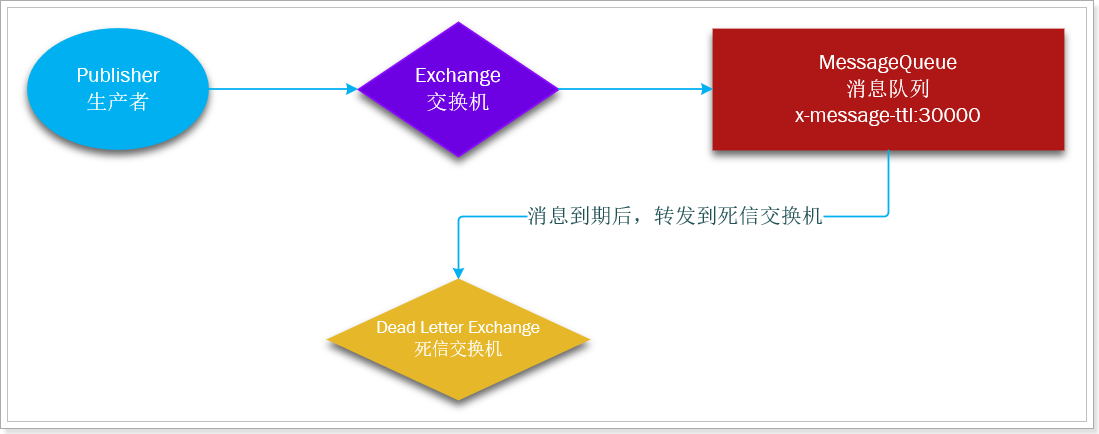 Publisher
生产者
Exchange
交换机
MessageQueue
消息队列
x-message-ttl:30000
消息到期后，转发到死信交换机
Dead Letter Exchange
死信交换机